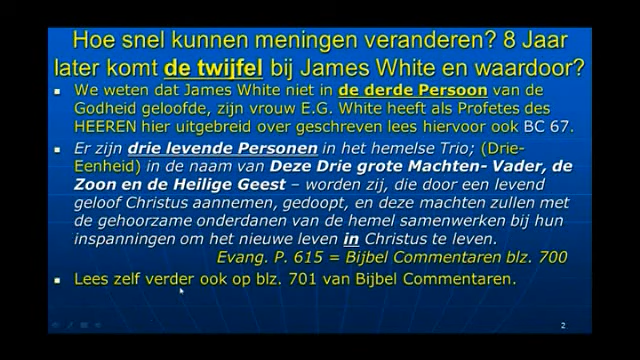 Hoe snel kunnen meningen veranderen? 8 Jaar
later komt de twijfel bij James White en waardoor?
We weten dat James White niet in de derde Persoon van de
Godheid geloofde, zijn vrouw E.G. White heeft als Profetes des
HEEREN hier uitgebreid over geschreven lees hiervoor ook BC 67.
Er zijn drie levende Personen in het hemelse Trio; (Drie-
Eenheid) in de naam van Deze Drie grote Machten- Vader, de
Zoon en de Heilige Geest – worden zij, die door een levend
geloof Christus aannemen, gedoopt, en deze machten zullen met
de gehoorzame onderdanen van de hemel samenwerken bij hun
inspanningen om het nieuwe leven in Christus te leven.
Evang. P. 615 = Bijbel Commentaren blz. 700
Lees zelf verder ook op blz. 701 van Bijbel Commentaren.
2